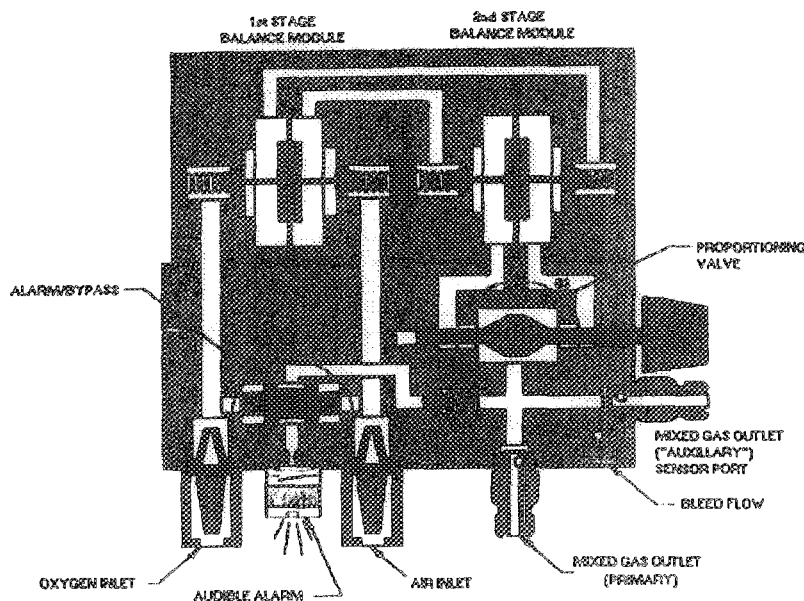 1st STAGE
BALANCE MODULE
2nd STAGE
BALANCE MODULE
PROPORTIONING
VALVE
ALARM/BYPASS
MIXED GAS OUTLET
("AUXILLARY")
SENSOR PORT
BLEED FLOW
OXYGEN INLET
AUDIBLE ALARM
AIR INLET
MIXED GAS OUTLET
(PRIMARY)